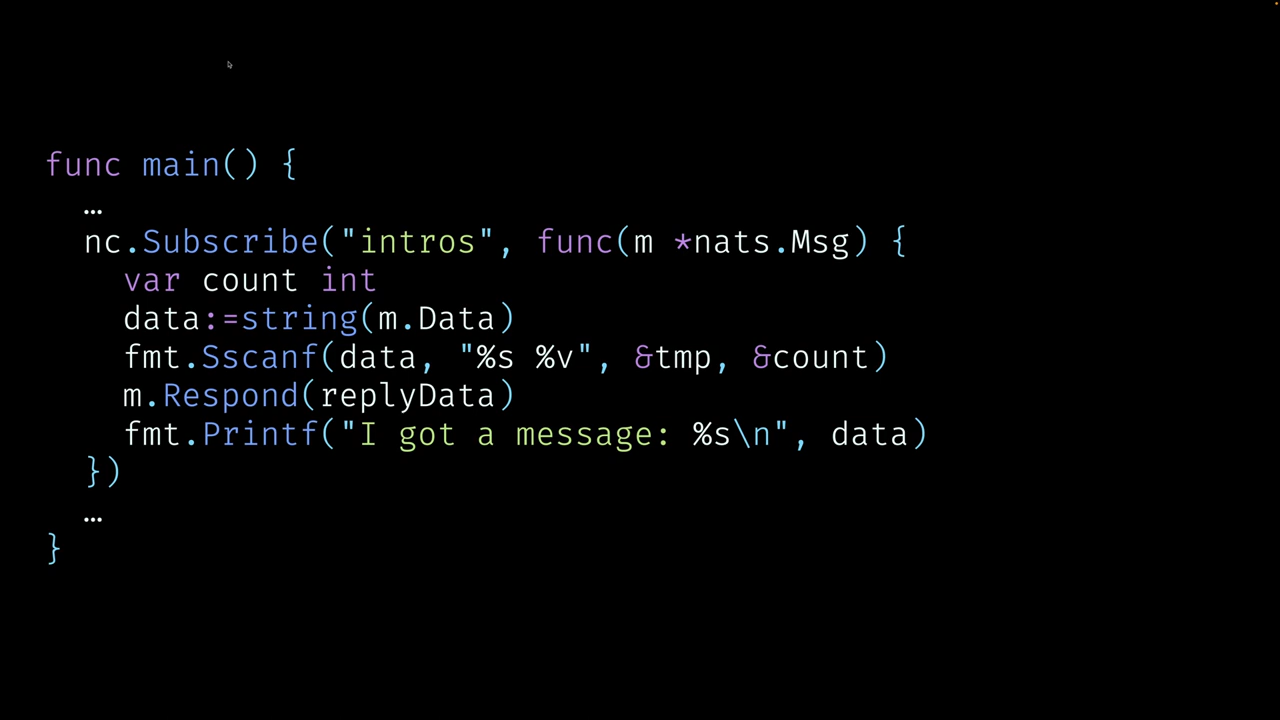 func main() {
…
nc.Subscribe("intros", func(m *nats.Msg) {
var count int
data:=string(m.Data)
fmt.Sscanf(data, "%s %v", &tmp, &count)
m.Respond(replyData)
fmt.Printf("I got a message: %s\n", data)
})
…
}